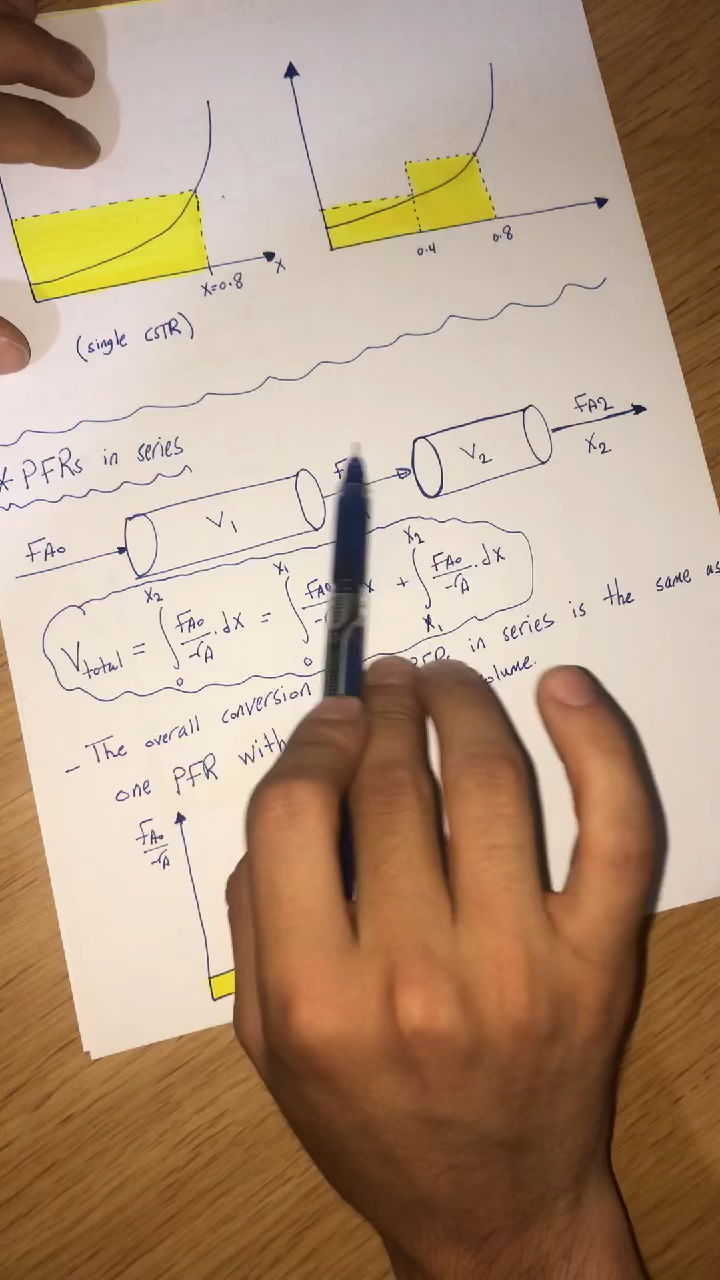 X=0.8
X
0.4
0.8
(single CSTR)
* PFRs in series
FA0
V1
V2
FA2
X2
Vtotal = ∫₀^X2 FA0/-rA . dX = ∫₀^X1 FA0 X + ∫X1^X2 FA0/-rA . dX
- The overall conversion in series is the same as
one PFR with
FA0/-rA